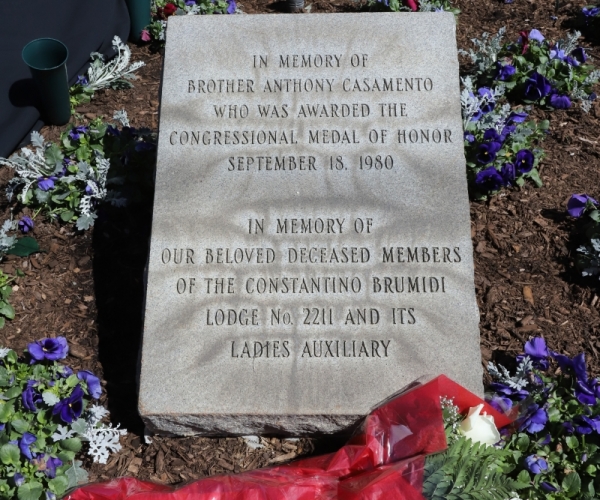 IN MEMORY OF
BROTHER ANTHONY CASAMENTO
WHO WAS AWARDED THE
CONGRESSIONAL MEDAL OF HONOR
SEPTEMBER 18, 1980
IN MEMORY OF
OUR BELOVED DECEASED MEMBERS
OF THE CONSTANTINO BRUMIDI
LODGE No. 2211 AND ITS
LADIES AUXILIARY